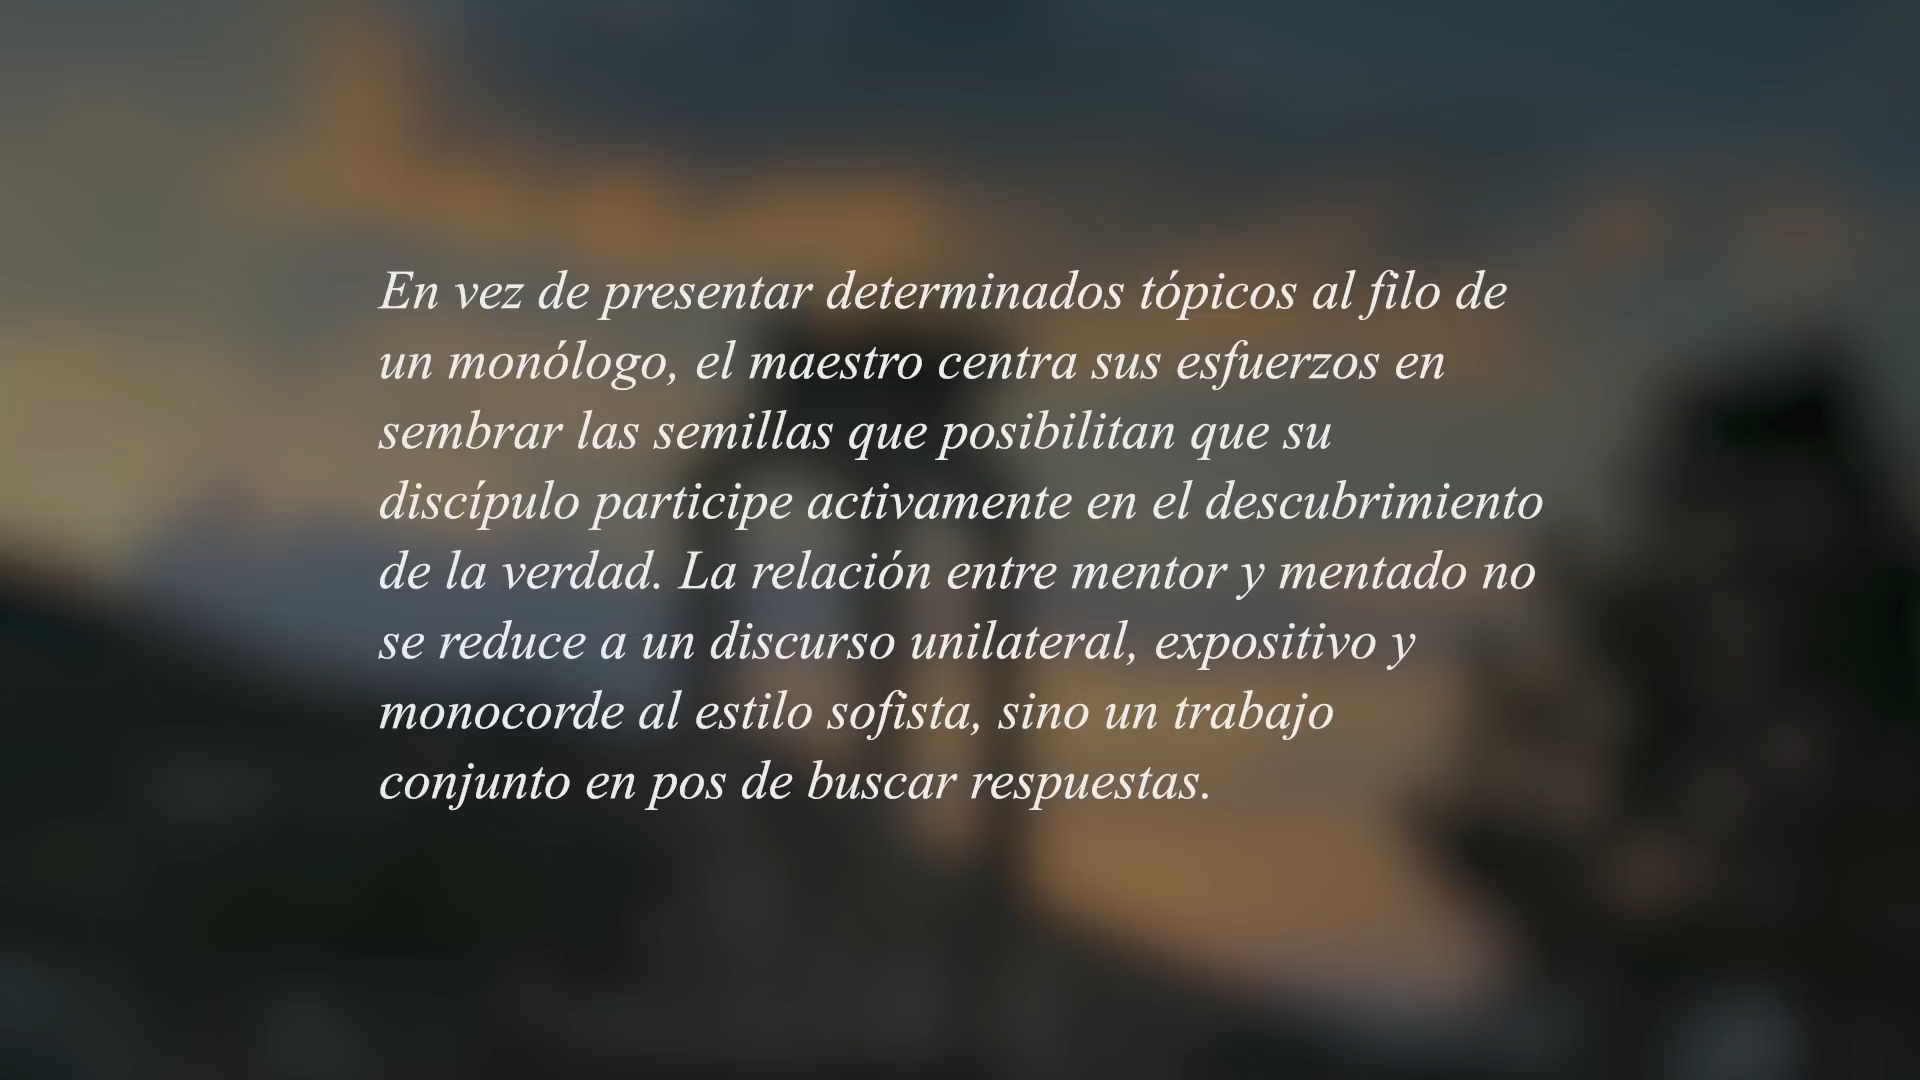 En vez de presentar determinados tópicos al filo de
un monólogo, el maestro centra sus esfuerzos en
sembrar las semillas que posibilitan que su
discípulo participe activamente en el descubrimiento
de la verdad. La relación entre mentor y mentado no
se reduce a un discurso unilateral, expositivo y
monocorde al estilo sofista, sino un trabajo
conjunto en pos de buscar respuestas.